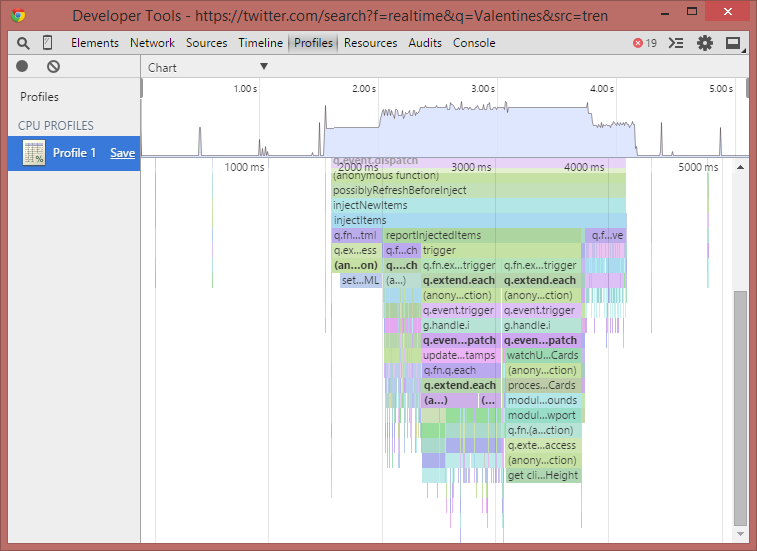 Developer Tools - https://twitter.com/search?f=realtime&q=Valentines&src=tren
Elements Network Sources Timeline Profiles Resources Audits Console 19
Chart
Profiles
CPU PROFILES
Profile 1 Save
%
1.00 s 2.00 s 3.00 s 4.00 s 5.00 s
1000 ms 2000 ms 3000 ms 4000 ms 5000 ms
q.event.dispatch
(anonymous function)
possiblyRefreshBeforeInject
injectNewItems
injectItems
q.fn...tml reportInjectedItems q.f...ve
q.ex...ess q.f...ch trigger
(an...on) q....ch q.fn.ex...trigger q.fn.ex...trigger
set...ML (a...) q.extend.each q.extend.each
(anony...ction) (anony...ction)
q.event.trigger q.event.trigger
g.handle.i g.handle.i
q.even...patch q.even...patch
update...tamps watchU...Cards
q.fn.q.each (anony...ction)
q.extend.each proces...Cards
(a...) (... modul...ounds
modul...wport
q.fn.(a...ction)
q.exte...access
(anony...ction)
get cli...Height